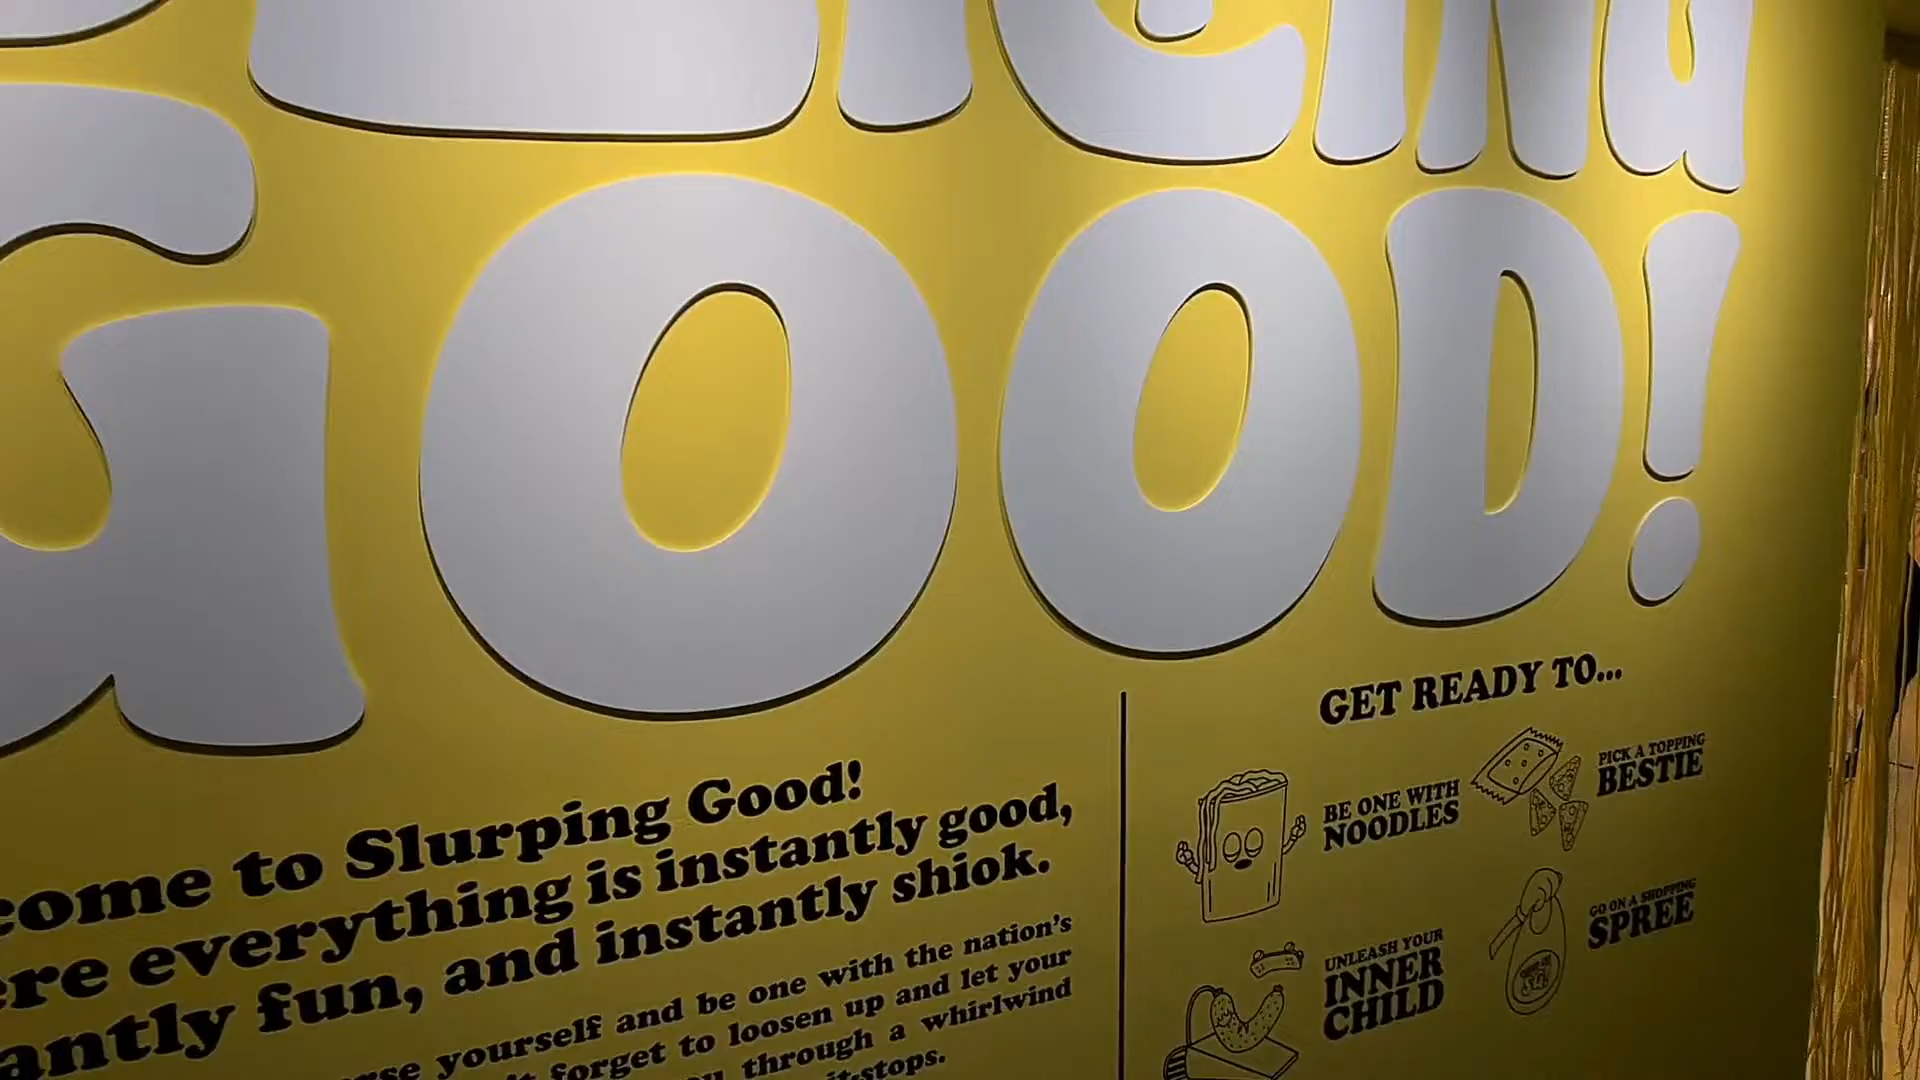 GOOD!
come to Slurping Good!
everything is instantly good,
fun, and instantly shiok.
yourself and be one with the nation's
forget to loosen up and let your
through a whirlwind
stops.
GET READY TO...
BE ONE WITH
NOODLES
PICK A TOPPING
BESTIE
UNLEASH YOUR
INNER
CHILD
GO ON A SHOPPING
SPREE